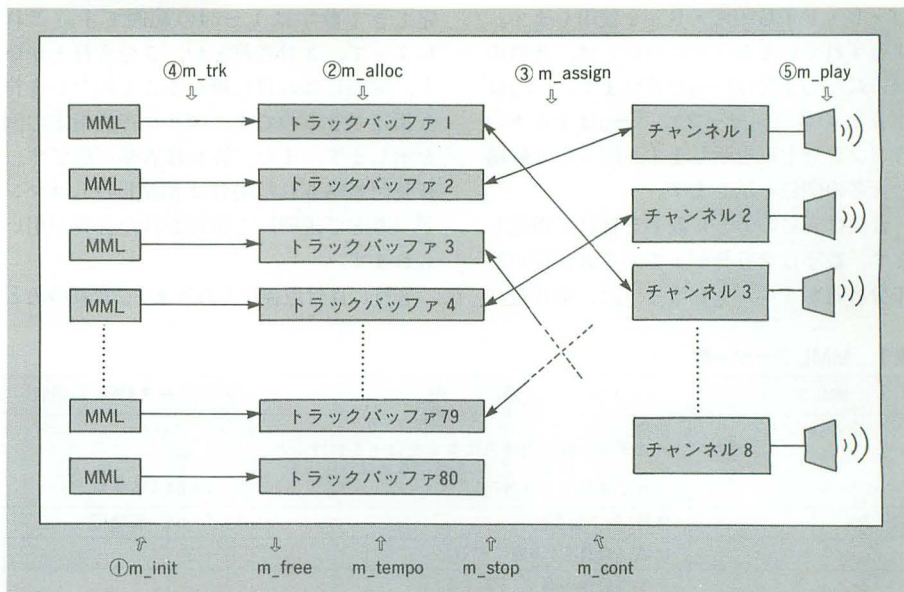 ④m_trk ②m_alloc ③ m_assign ⑤m_play
MML トラックバッファ1 チャンネル1
MML トラックバッファ2
MML トラックバッファ3 チャンネル2
MML トラックバッファ4 チャンネル3
MML トラックバッファ79 チャンネル8
MML トラックバッファ80
①m_init m_free m_tempo m_stop m_cont